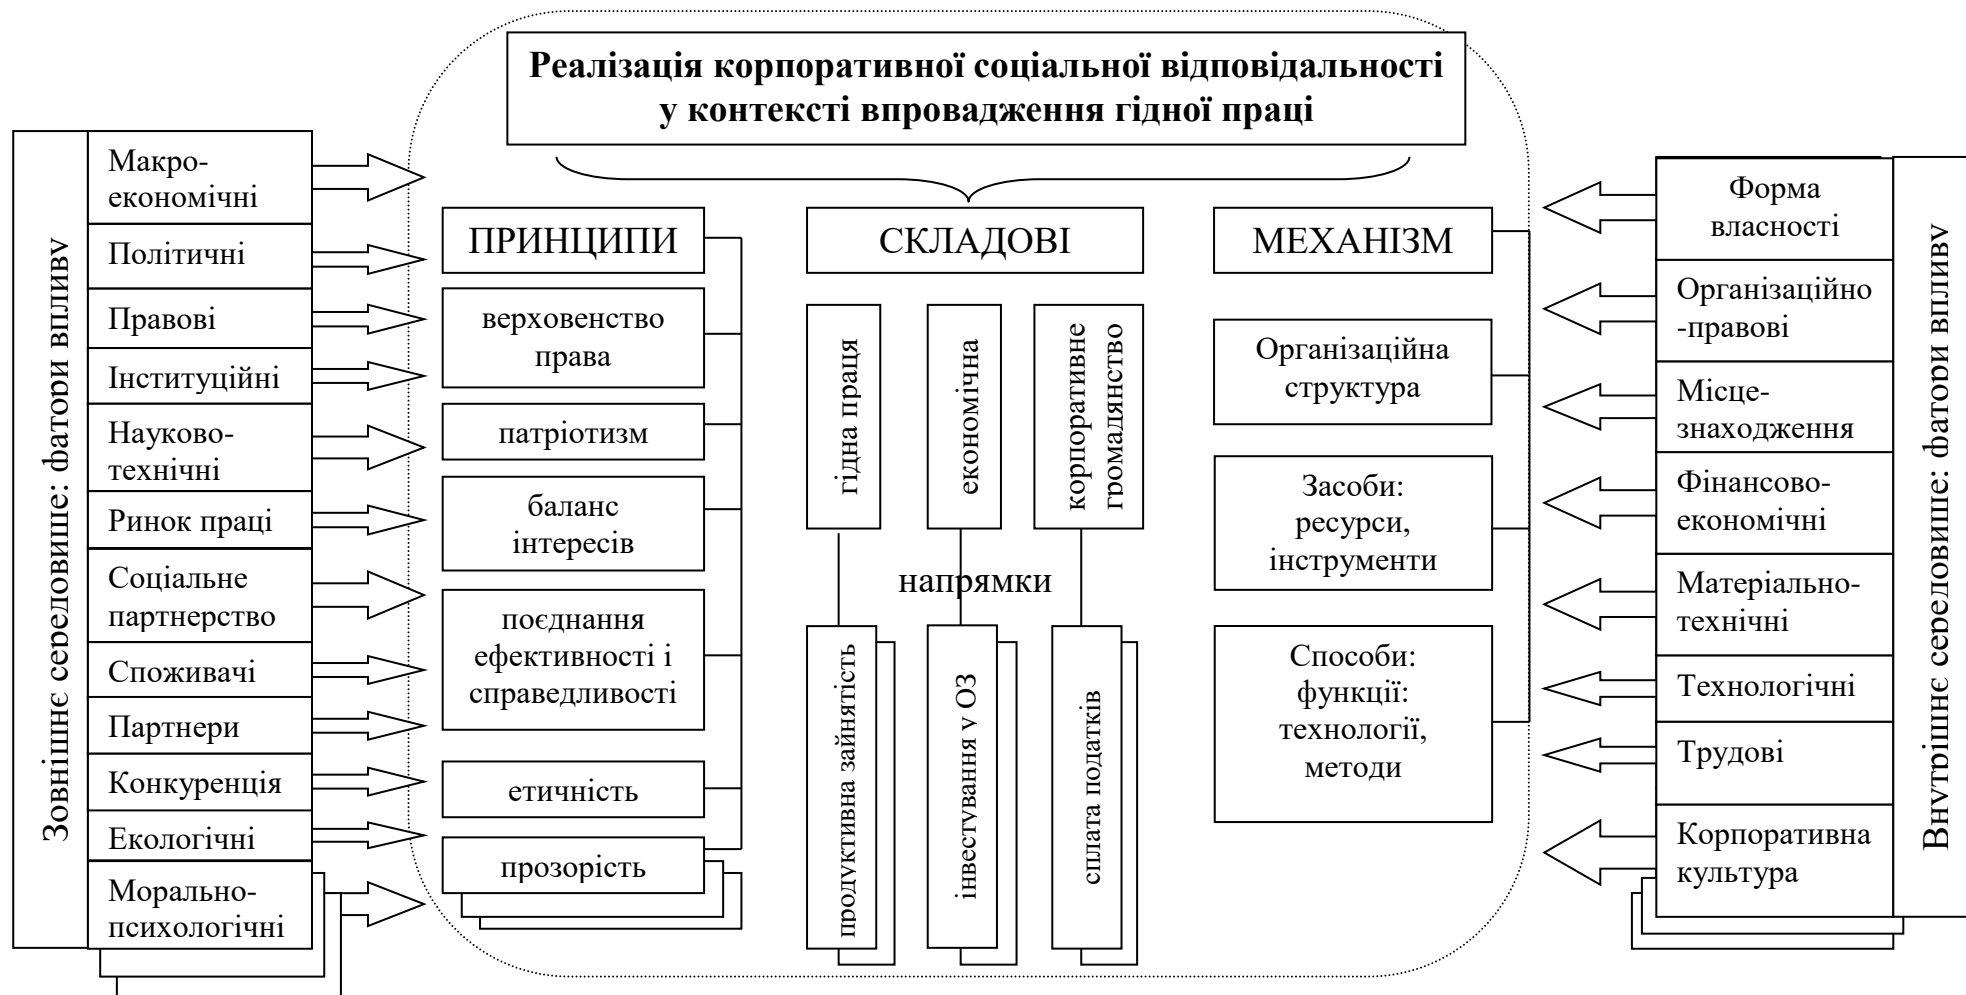 Реалізація корпоративної соціальної відповідальності
у контексті впровадження гідної праці
Зовнішнє середовище: фатори впливу
Макро-
економічні
Політичні
Правові
Інституційні
Науково-
технічні
Ринок праці
Соціальне
партнерство
Споживачі
Партнери
Конкуренція
Екологічні
Морально-
психологічні
ПРИНЦИПИ
верховенство
права
патріотизм
баланс
інтересів
поєднання
ефективності і
справедливості
етичність
прозорість
СКЛАДОВІ
гідна праця
економічна
корпоративне
громадянство
напрямки
продуктивна зайнятість
інвестування у ОЗ
сплата податків
МЕХАНІЗМ
Організаційна
структура
Засоби:
ресурси,
інструменти
Способи:
функції:
технології,
методи
Форма
власності
Організаційно
-правові
Місце-
знаходження
Фінансово-
економічні
Матеріально-
технічні
Технологічні
Трудові
Корпоративна
культура
Внутрішнє середовище: фатори впливу